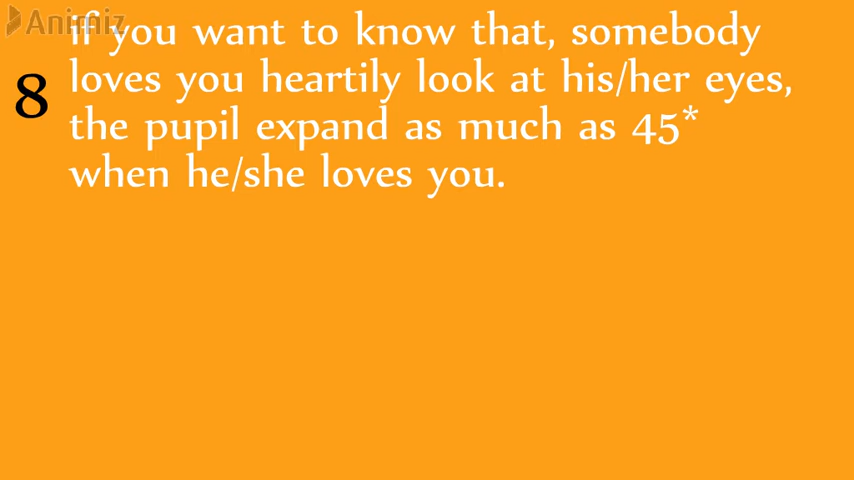 Animiz
8
if you want to know that, somebody
loves you heartily look at his/her eyes,
the pupil expand as much as 45*
when he/she loves you.